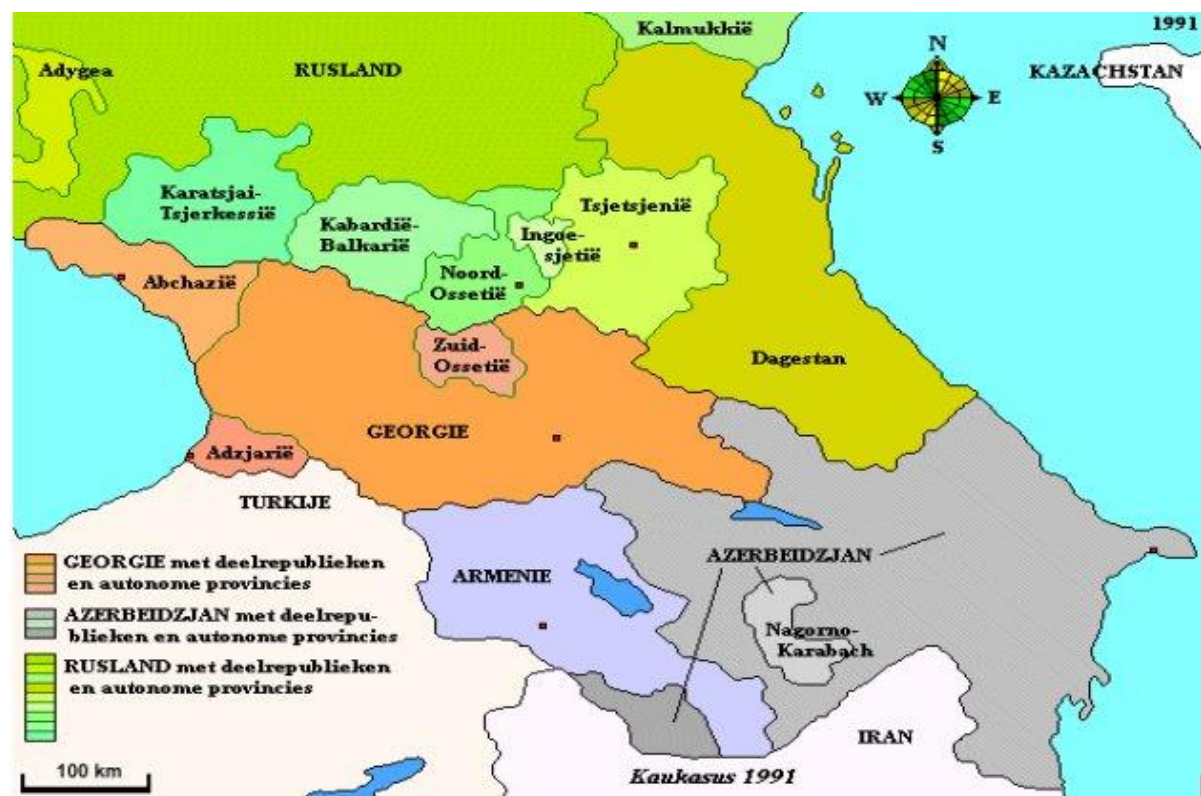 Kalmukkië
1991
Adygea
RUSLAND
KAZACHSTAN
N
W
E
S
Karatsjai-
Tsjerkessië
Kabardië-
Balkarië
Ingoe-
sjetië
Tsjetsjenië
Noord-
Ossetië
Abchazië
Zuid-
Ossetië
Dagestan
GEORGIE
Adzjarië
TURKIJE
GEORGIE met deelrepublieken
en autonome provincies
AZERBEIDZJAN
ARMENIE
AZERBEIDZJAN met deelrepu-
blieken en autonome provincies
Nagorno-
Karabach
RUSLAND met deelrepublieken
en autonome provincies
IRAN
100 km
Kaukasus 1991